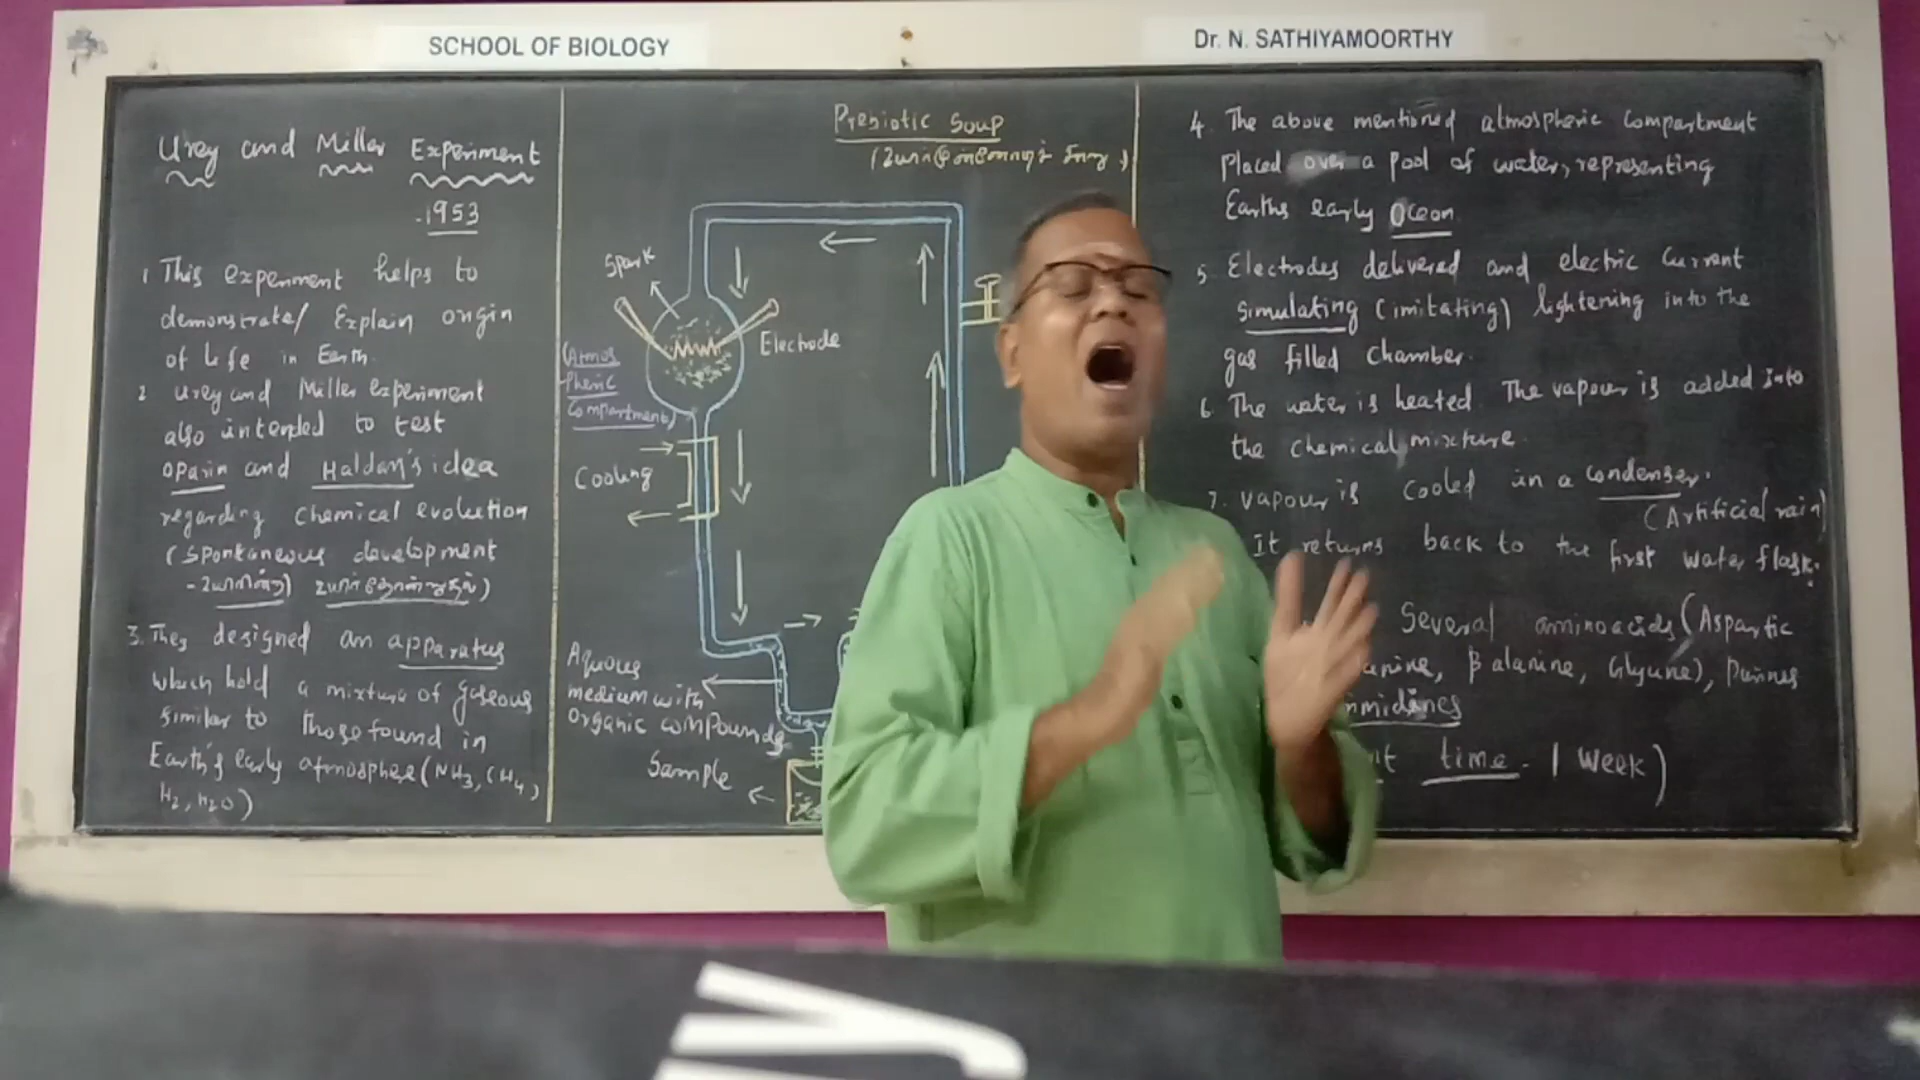 SCHOOL OF BIOLOGY
Dr. N. SATHIYAMOORTHY
Urey and Miller Experiment
-1953
1 This experiment helps to
demonstrate/ Explain origin
of life in Earth.
2 Urey and Miller experiment
also intended to test
Oparin and Haldan's idea
regarding chemical evolution
(Spontaneous development
3. They designed an apparatus
which hold a mixture of gaseous
similar to those found in
Earth's early atmosphere (NH3, CH4,
H2, H2O)
Prebiotic Soup
Spark
Electrode
(Atmos
pheric
compartment)
Cooling
Aqueous
medium with
organic compounds
Sample
4. The above mentioned atmospheric compartment
placed over a pool of water, representing
Earths early Ocean.
5. Electrodes delivered and electric current
simulating (imitating) lightening into the
gas filled chamber.
6. The water is heated. The vapour is added into
the chemical mixture.
7. Vapour is cooled in a condenser.
(Artificial rain)
It returns back to the first water flask.
Several aminoacids (Aspartic
β alanine, Glycine), Purines
time - 1 week)